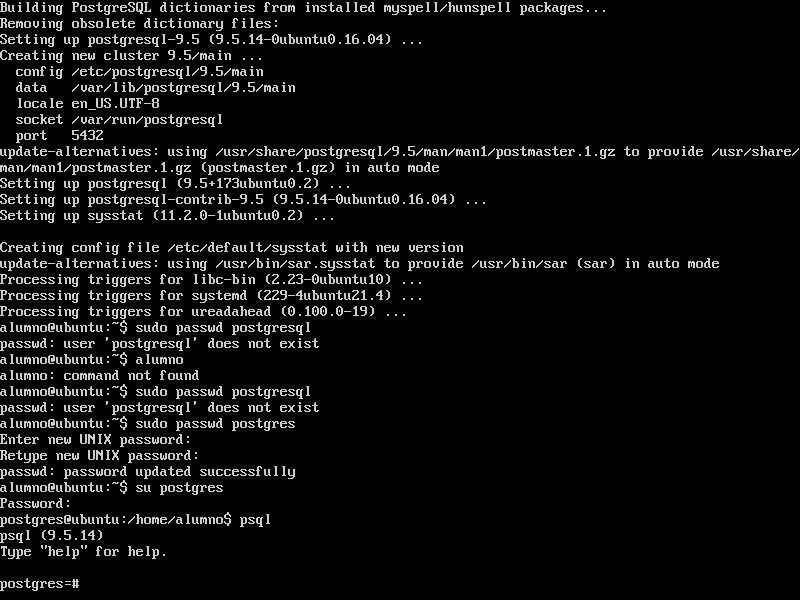 Building PostgreSQL dictionaries from installed myspell/hunspell packages...
Removing obsolete dictionary files:
Setting up postgresql-9.5 (9.5.14-0ubuntu0.16.04) ...
Creating new cluster 9.5/main ...
  config /etc/postgresql/9.5/main
  data   /var/lib/postgresql/9.5/main
  locale en_US.UTF-8
  socket /var/run/postgresql
  port   5432
update-alternatives: using /usr/share/postgresql/9.5/man/man1/postmaster.1.gz to provide /usr/share/
man/man1/postmaster.1.gz (postmaster.1.gz) in auto mode
Setting up postgresql (9.5+173ubuntu0.2) ...
Setting up postgresql-contrib-9.5 (9.5.14-0ubuntu0.16.04) ...
Setting up sysstat (11.2.0-1ubuntu0.2) ...

Creating config file /etc/default/sysstat with new version
update-alternatives: using /usr/bin/sar.sysstat to provide /usr/bin/sar (sar) in auto mode
Processing triggers for libc-bin (2.23-0ubuntu10) ...
Processing triggers for systemd (229-4ubuntu21.4) ...
Processing triggers for ureadahead (0.100.0-19) ...
alumno@ubuntu:~$ sudo passwd postgresql
passwd: user 'postgresql' does not exist
alumno@ubuntu:~$ alumno
alumno: command not found
alumno@ubuntu:~$ sudo passwd postgresql
passwd: user 'postgresql' does not exist
alumno@ubuntu:~$ sudo passwd postgres
Enter new UNIX password:
Retype new UNIX password:
passwd: password updated successfully
alumno@ubuntu:~$ su postgres
Password:
postgres@ubuntu:/home/alumno$ psql
psql (9.5.14)
Type "help" for help.

postgres=#